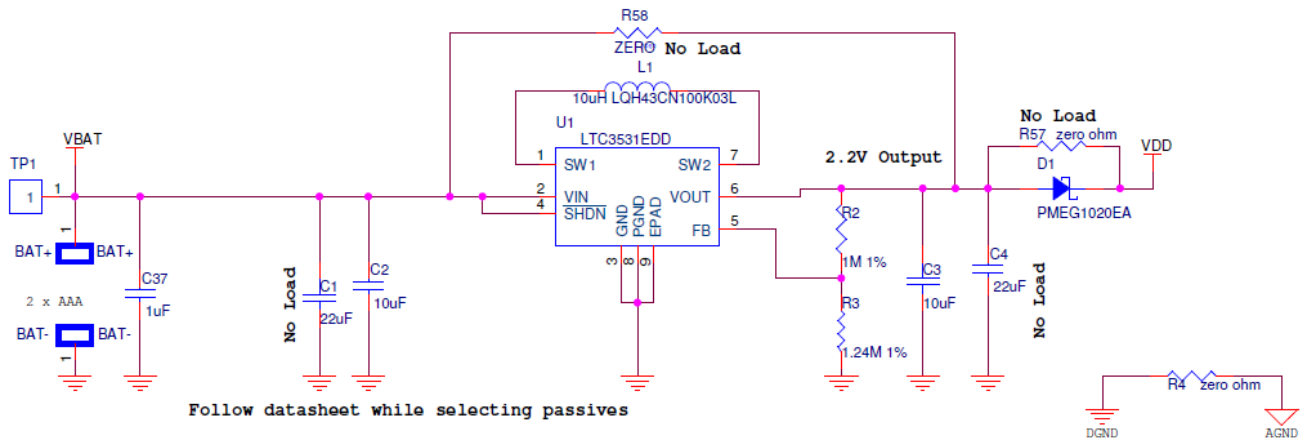 R58
ZERO No Load
L1
10uH LQH43CN100K03L
U1
LTC3531EDD
No Load
R57 zero ohm
VBAT
VDD
TP1
1 1
1 SW1 SW2 7
2.2V Output
D1
2 VIN VOUT 6
4 SHDN
PMEG1020EA
GND
PGND
EPAD
FB 5
R2
1M 1%
1
BAT+ BAT+
3 8 9
C37
1uF
No Load
C1
22uF
C2
10uF
C3
10uF
C4
22uF
No Load
2 x AAA
R3
1.24M 1%
BAT- BAT-
1
R4 zero ohm
Follow datasheet while selecting passives
DGND
AGND